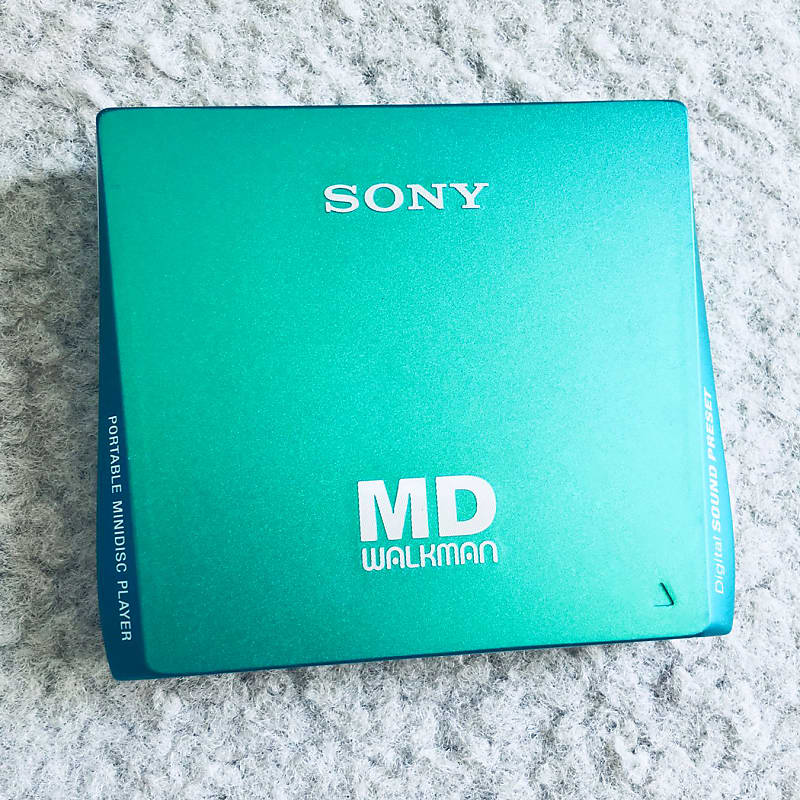 SONY
MD
WALKMAN
PORTABLE MINIDISC PLAYER
Digital SOUND PRESET